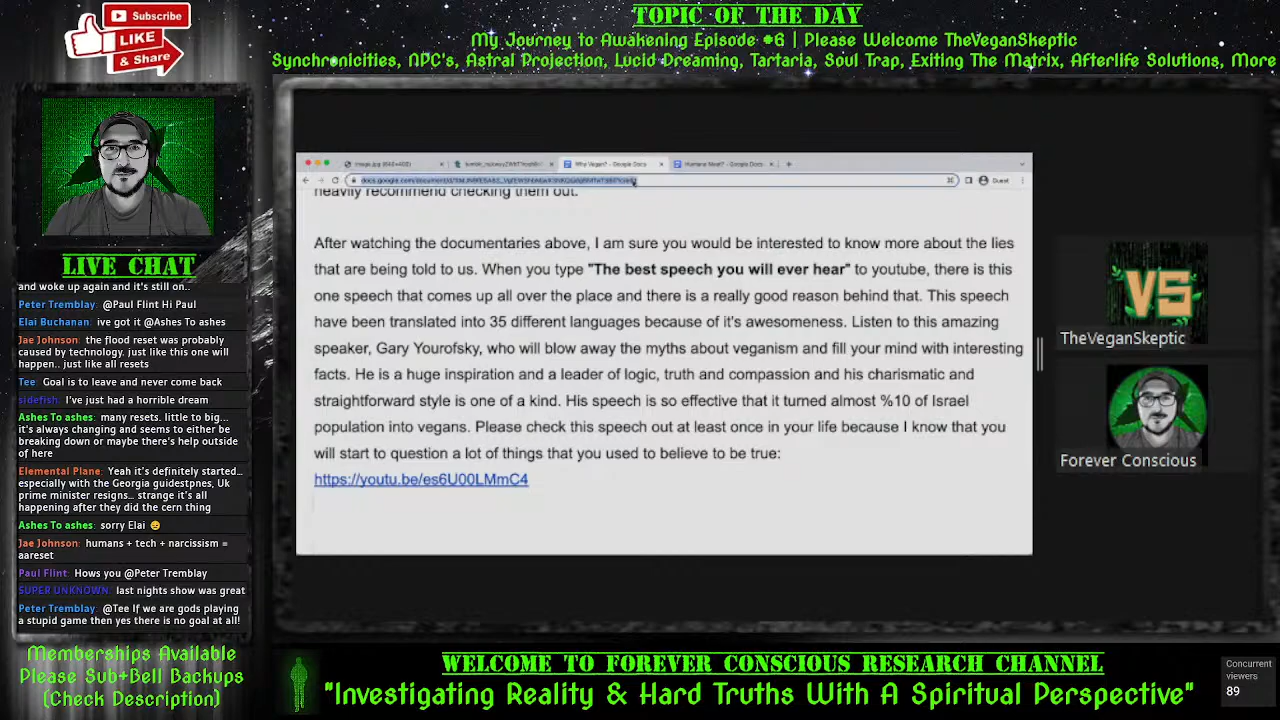 Subscribe
LIKE
& Share
TOPIC OF THE DAY
My Journey to Awakening Episode #6 | Please Welcome TheVeganSkeptic
Synchronicities, NPC's, Astral Projection, Lucid Dreaming, Tartaria, Soul Trap, Exiting The Matrix, Afterlife Solutions, More
LIVE CHAT
and woke up again and it's still on..
Peter Tremblay: @Paul Flint Hi Paul
Elai Buchanan: ive got it @Ashes To ashes
Jae Johnson: the flood reset was probably
caused by technology. just like this one will
happen.. just like all resets
Tee: Goal is to leave and never come back
sidefish: I've just had a horrible dream
Ashes To ashes: many resets. little to big...
it's always changing and seems to either be
breaking down or maybe there's help outside
of here
Elemental Plane: Yeah it's definitely started...
especially with the Georgia guidestpnes, Uk
prime minister resigns... strange it's all
happening after they did the cern thing
Ashes To ashes: sorry Elai
Jae Johnson: humans + tech + narcissism =
aareset
Paul Flint: Hows you @Peter Tremblay
SUPER UNKNOWN: last nights show was great
Peter Tremblay: @Tee If we are gods playing
a stupid game then yes there is no goal at all!
Memberships Available
Please Sub+Bell Backups
(Check Description)
Why Vegan? - Google Docs
Humane Meat? - Google Docs
Guest
heavily recommend checking them out.
After watching the documentaries above, I am sure you would be interested to know more about the lies
that are being told to us. When you type "The best speech you will ever hear" to youtube, there is this
one speech that comes up all over the place and there is a really good reason behind that. This speech
have been translated into 35 different languages because of it's awesomeness. Listen to this amazing
speaker, Gary Yourofsky, who will blow away the myths about veganism and fill your mind with interesting
facts. He is a huge inspiration and a leader of logic, truth and compassion and his charismatic and
straightforward style is one of a kind. His speech is so effective that it turned almost %10 of Israel
population into vegans. Please check this speech out at least once in your life because I know that you
will start to question a lot of things that you used to believe to be true:
https://youtu.be/es6U00LMmC4
VS
TheVeganSkeptic
Forever Conscious
WELCOME TO FOREVER CONSCIOUS RESEARCH CHANNEL
"Investigating Reality & Hard Truths With A Spiritual Perspective"
Concurrent
viewers
89